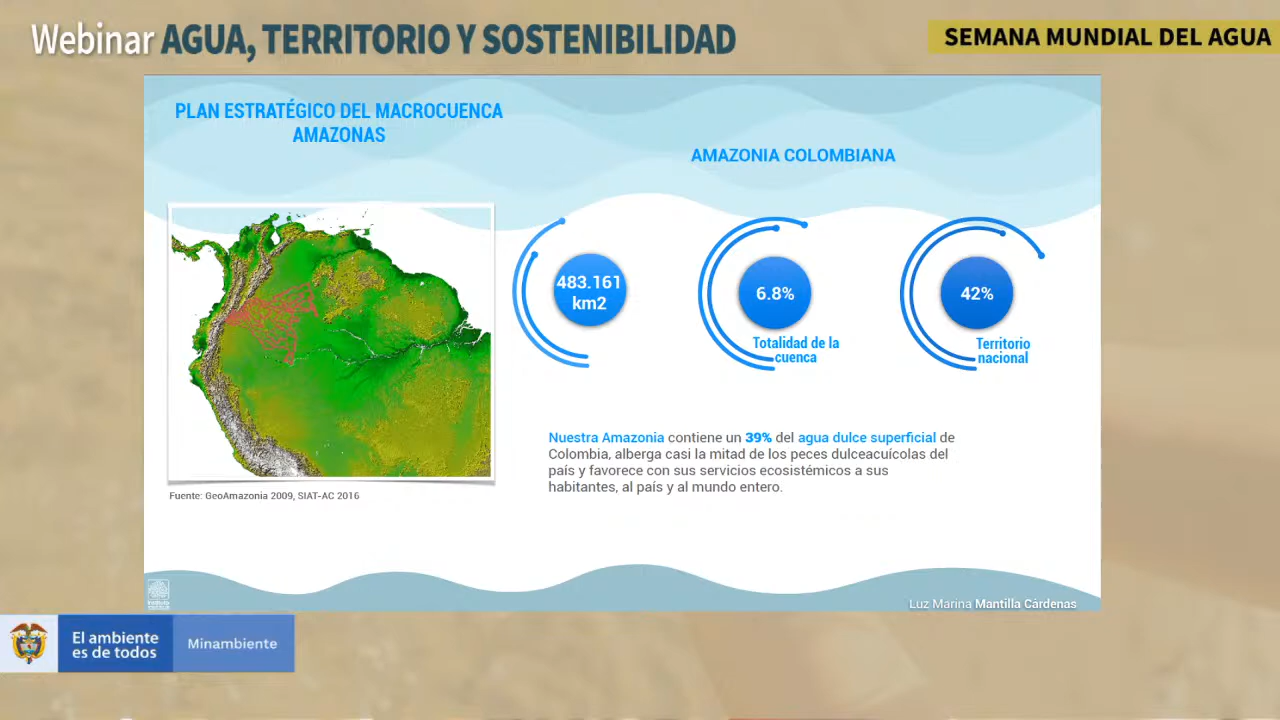 Webinar AGUA, TERRITORIO Y SOSTENIBILIDAD
SEMANA MUNDIAL DEL AGUA
PLAN ESTRATÉGICO DEL MACROCUENCA
AMAZONAS
AMAZONIA COLOMBIANA
483.161
km2
6.8%
Totalidad de la
cuenca
42%
Territorio
nacional
Nuestra Amazonia contiene un 39% del agua dulce superficial de
Colombia, alberga casi la mitad de los peces dulceacuícolas del
país y favorece con sus servicios ecosistémicos a sus
habitantes, al país y al mundo entero.
Fuente: GeoAmazonia 2009, SIAT-AC 2016
Luz Marina Mantilla Cárdenas
El ambiente
es de todos
Minambiente